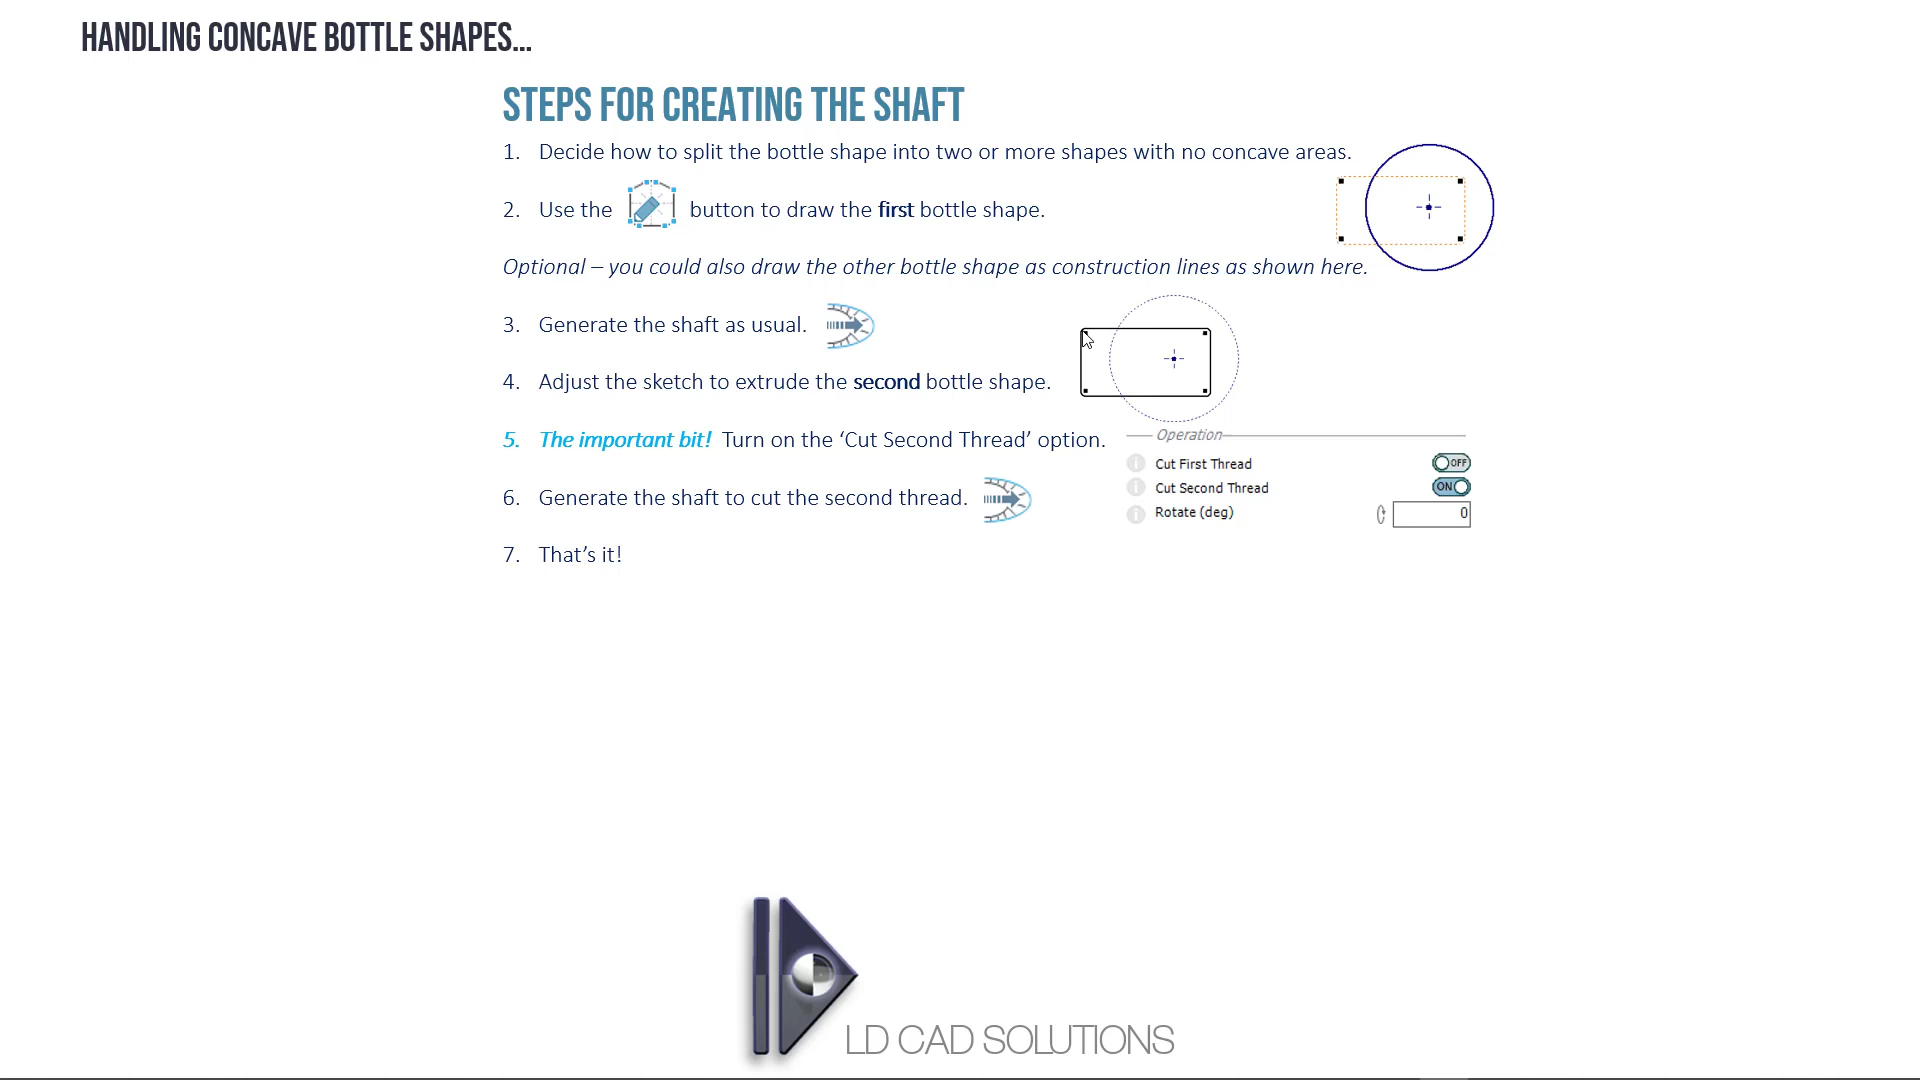 HANDLING CONCAVE BOTTLE SHAPES...
STEPS FOR CREATING THE SHAFT
1. Decide how to split the bottle shape into two or more shapes with no concave areas.
2. Use the button to draw the first bottle shape.
Optional – you could also draw the other bottle shape as construction lines as shown here.
3. Generate the shaft as usual.
4. Adjust the sketch to extrude the second bottle shape.
5. The important bit! Turn on the ‘Cut Second Thread’ option.
Operation
Cut First Thread OFF
Cut Second Thread ON
Rotate (deg) 0
6. Generate the shaft to cut the second thread.
7. That’s it!
LD CAD SOLUTIONS